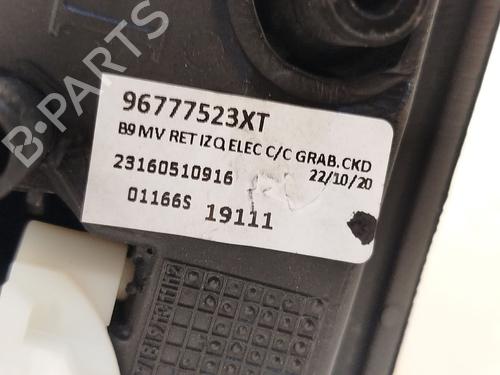 B-PARTS
96777523XT
B9 MV RET IZQ ELEC C/C GRAB. CKD
23160510916 22/10/20
01166S 19111